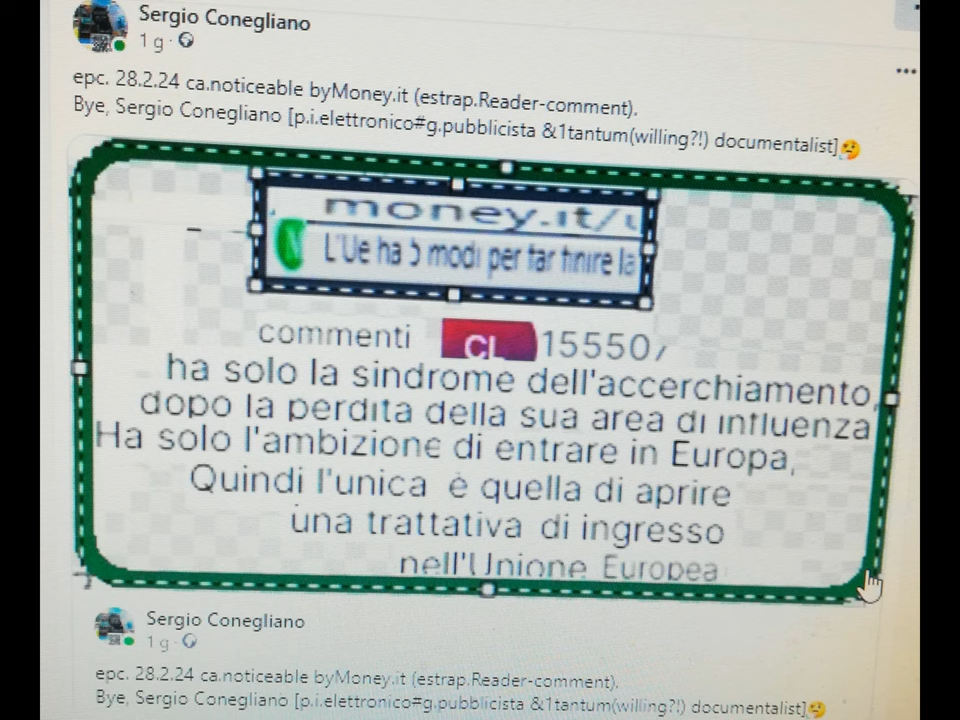 Sergio Conegliano
1 g ·
epc. 28.2.24 ca.noticeable byMoney.it (estrap.Reader-comment).
Bye, Sergio Conegliano [p.i.elettronico#g.pubblicista &1tantum(willing?!) documentalist]
money.it/u
L'Ue ha 5 modi per far finire la
commenti CL 15550/
ha solo la sindrome dell'accerchiamento,
dopo la perdita della sua area di influenza
Ha solo l'ambizione di entrare in Europa,
Quindi l'unica è quella di aprire
una trattativa di ingresso
nell'Unione Europea
Sergio Conegliano
1 g ·
epc. 28.2.24 ca.noticeable byMoney.it (estrap.Reader-comment).
Bye, Sergio Conegliano [p.i.elettronico#g.pubblicista &1tantum(willing?!) documentalist]